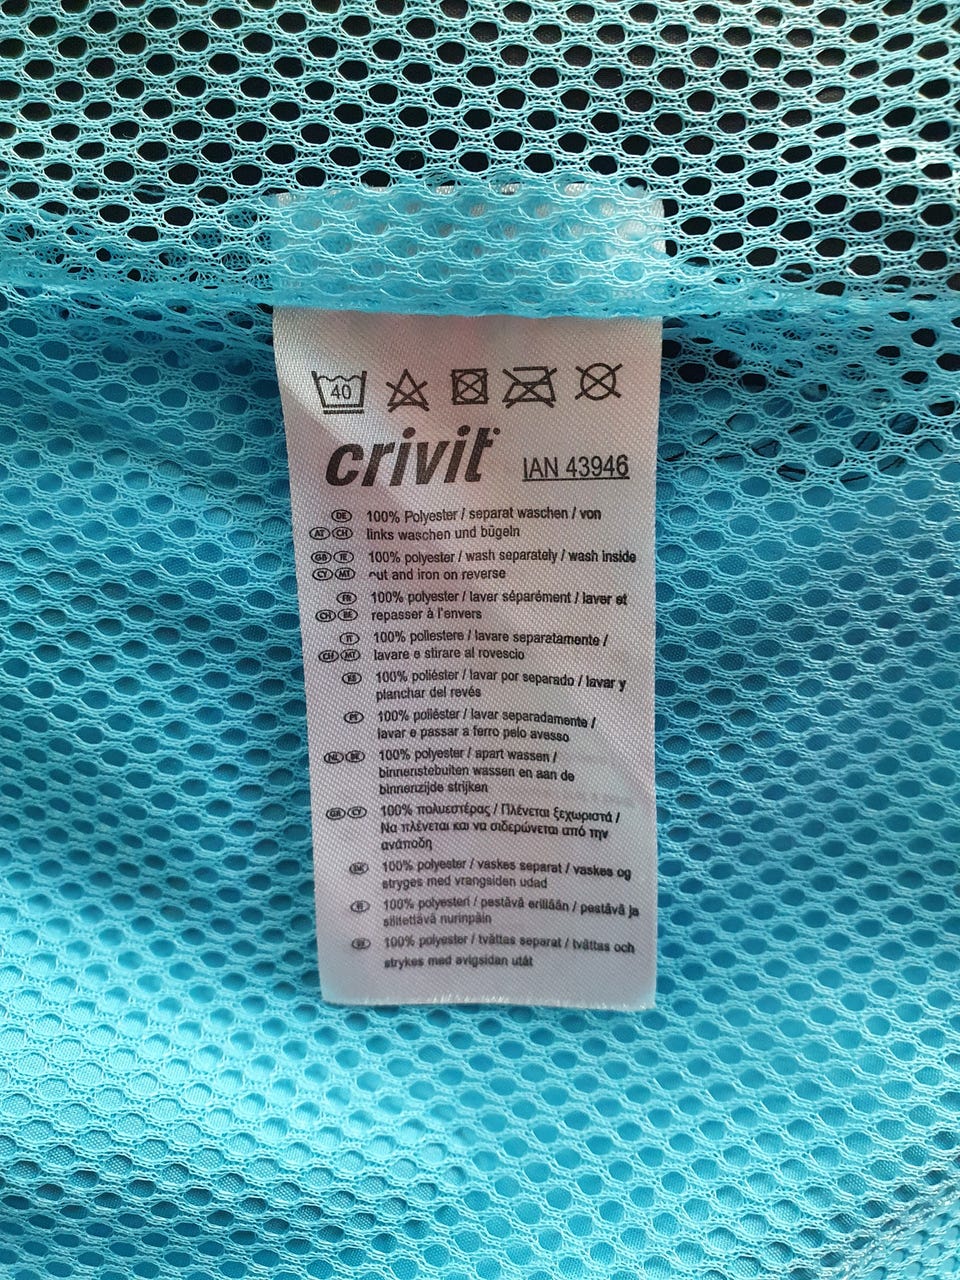 40
crivit
IAN 43946
DE 100% Polyester / separat waschen / von
AT CH links waschen und bügeln
GB IE 100% polyester / wash separately / wash inside
CY MT out and iron on reverse
FR 100% polyester / laver séparément / laver et
CH BE repasser à l'envers
IT 100% poliestere / lavare separatamente /
CH MT lavare e stirare al rovescio
ES 100% poliéster / lavar por separado / lavar y
planchar del revés
PT 100% poliéster / lavar separadamente /
lavar e passar a ferro pelo avesso
NL BE 100% polyester / apart wassen /
binnenstebuiten wassen en aan de
binnenzijde strijken
GR CY 100% πολυεστέρας / Πλένεται ξεχωριστά /
Να πλένεται και να σιδερώνεται από την
ανάποδη
DK 100% polyester / vaskes separat / vaskes og
stryges med vrangsiden udad
FI 100% polyesteri / pestävä erillään / pestävä ja
silitettävä nurinpäin
SE 100% polyester / tvättas separat / tvättas och
strykes med avigsidan utåt